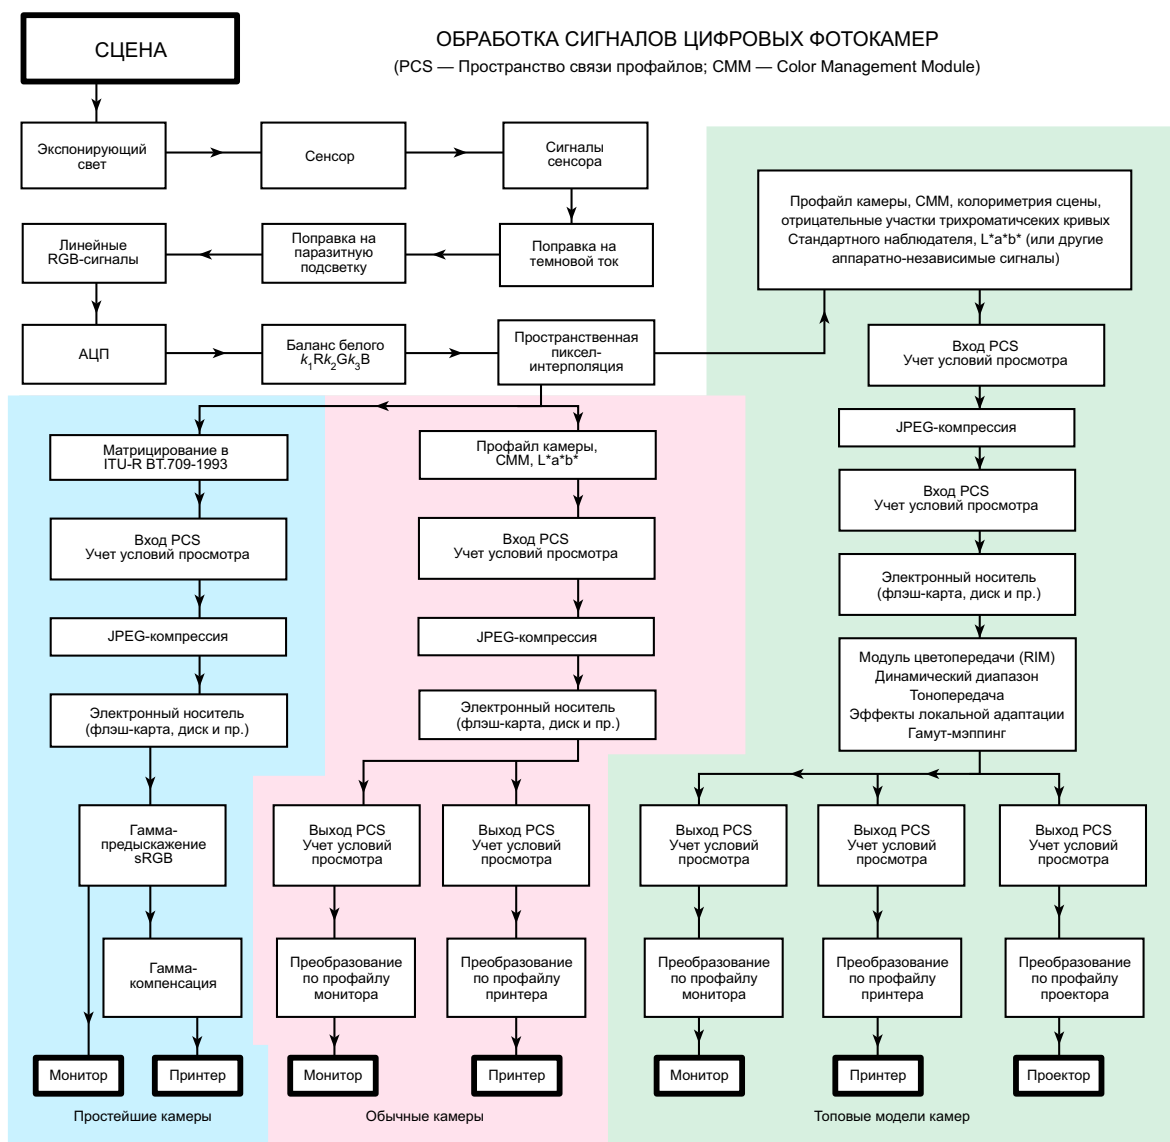 СЦЕНА
ОБРАБОТКА СИГНАЛОВ ЦИФРОВЫХ ФОТОКАМЕР
(PCS — Пространство связи профайлов; CMM — Color Management Module)
Экспонирующий
свет
Сенсор
Сигналы
сенсора
Линейные
RGB-сигналы
Поправка на
паразитную
подсветку
Поправка на
темновой ток
АЦП
Баланс белого
k1Rk2Gk3B
Пространственная
пиксел-
интерполяция
Матрицирование в
ITU-R BT.709-1993
Вход PCS
Учет условий просмотра
JPEG-компрессия
Электронный носитель
(флэш-карта, диск и пр.)
Гамма-
предыскажение
sRGB
Гамма-
компенсация
Монитор
Принтер
Простейшие камеры
Профайл камеры,
CMM, L*a*b*
Вход PCS
Учет условий просмотра
JPEG-компрессия
Электронный носитель
(флэш-карта, диск и пр.)
Выход PCS
Учет условий
просмотра
Выход PCS
Учет условий
просмотра
Преобразование
по профайлу
монитора
Преобразование
по профайлу
принтера
Монитор
Принтер
Обычные камеры
Профайл камеры, CMM, колориметрия сцены,
отрицательные участки трихроматичсеких кривых
Стандартного наблюдателя, L*a*b* (или другие
аппаратно-независимые сигналы)
Вход PCS
Учет условий просмотра
JPEG-компрессия
Вход PCS
Учет условий просмотра
Электронный носитель
(флэш-карта, диск и пр.)
Модуль цветопередачи (RIM)
Динамический диапазон
Тонопередача
Эффекты локальной адаптации
Гамут-мэппинг
Выход PCS
Учет условий
просмотра
Выход PCS
Учет условий
просмотра
Выход PCS
Учет условий
просмотра
Преобразование
по профайлу
монитора
Преобразование
по профайлу
принтера
Преобразование
по профайлу
проектора
Монитор
Принтер
Проектор
Топовые модели камер